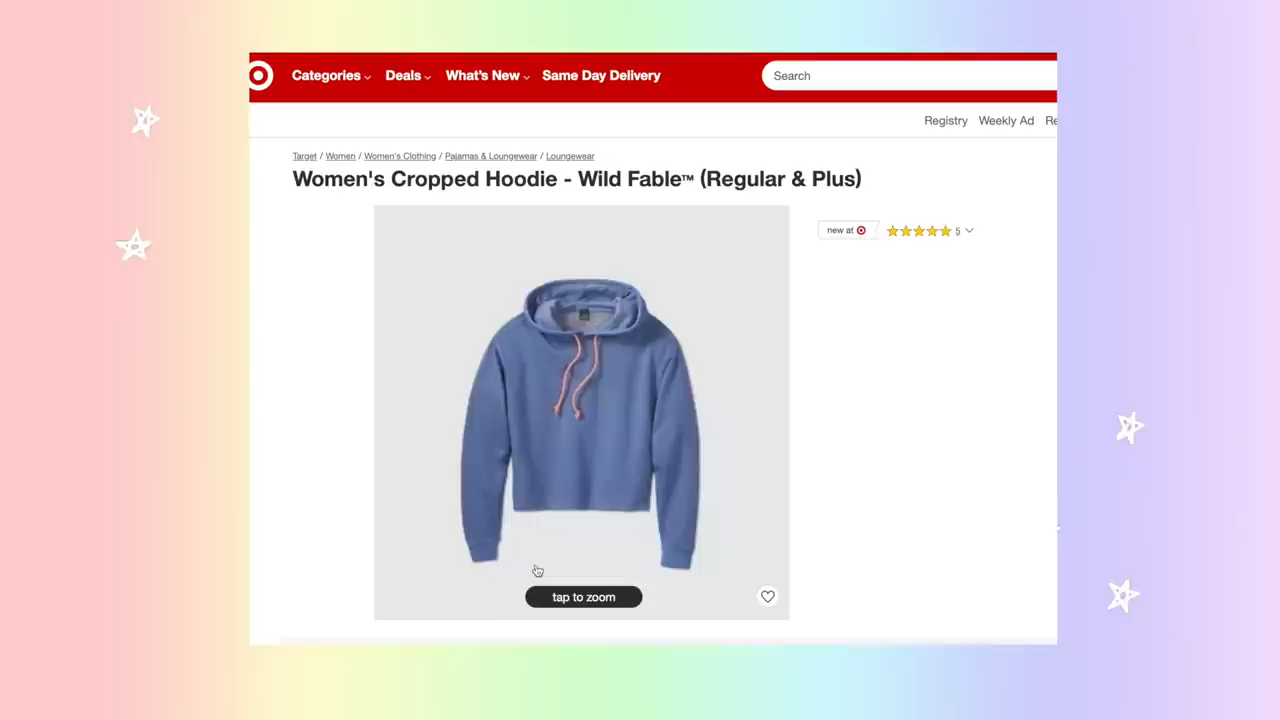 Categories Deals What's New Same Day Delivery Search
Registry Weekly Ad Re
Target / Women / Women's Clothing / Pajamas & Loungewear / Loungewear
Women's Cropped Hoodie - Wild Fable™ (Regular & Plus)
new at 5
tap to zoom